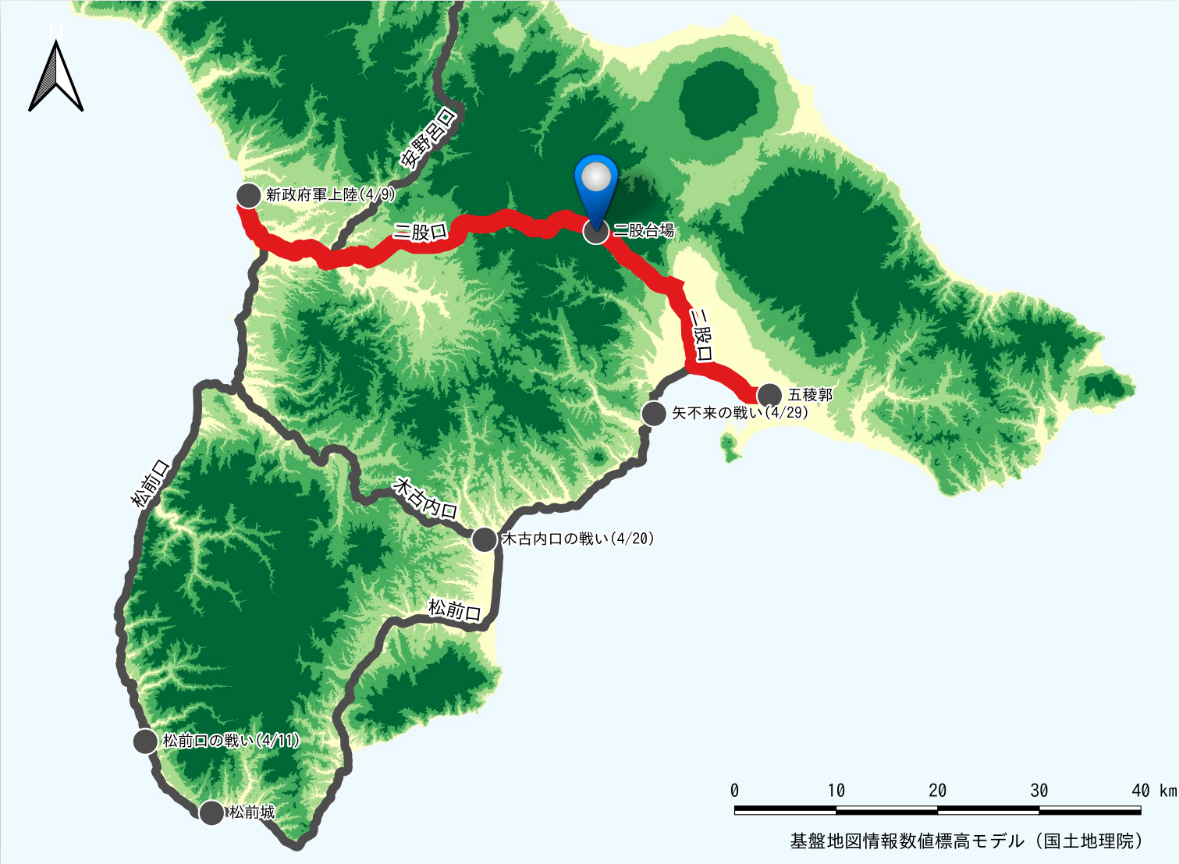 N
安野呂口
新政府軍上陸(4/9)
二股口
二股台場
二股口
五稜郭
矢不来の戦い(4/29)
松前口
木古内口
木古内口の戦い(4/20)
松前口
松前口の戦い(4/11)
松前城
0 10 20 30 40 km
基盤地図情報数値標高モデル（国土地理院）